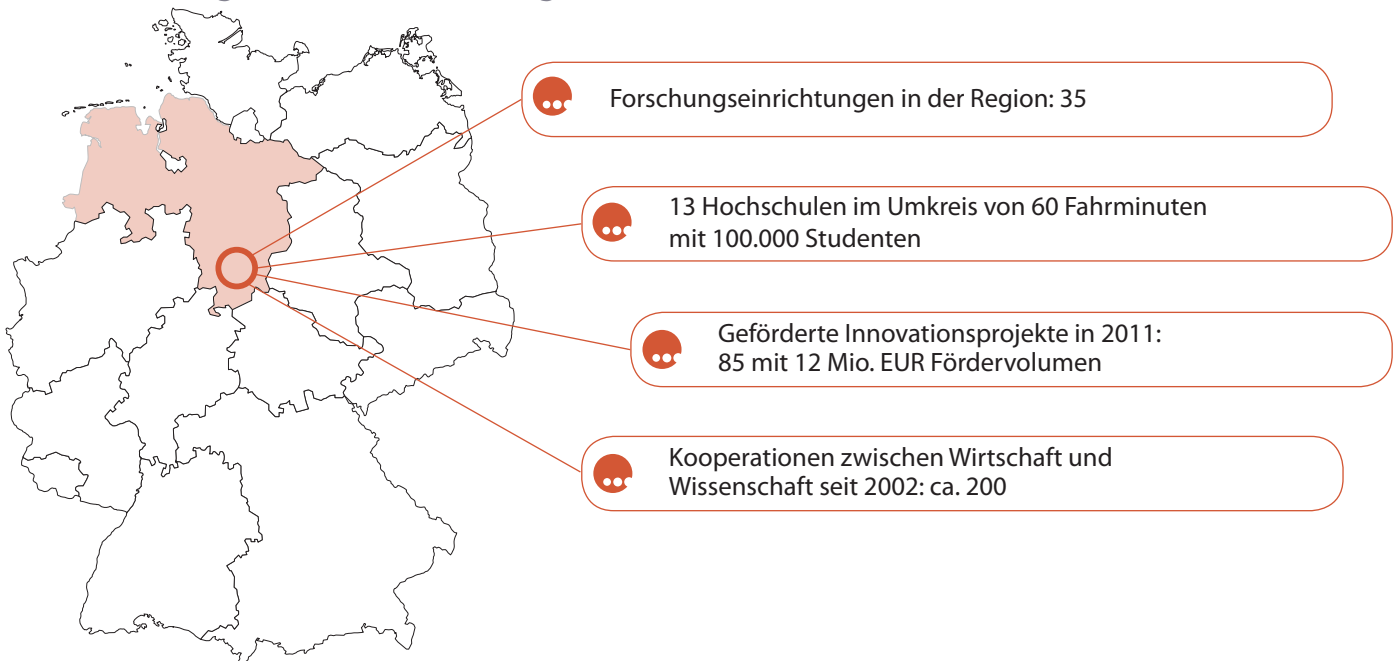 Forschungseinrichtungen in der Region: 35
13 Hochschulen im Umkreis von 60 Fahrminuten
mit 100.000 Studenten
Geförderte Innovationsprojekte in 2011:
85 mit 12 Mio. EUR Fördervolumen
Kooperationen zwischen Wirtschaft und
Wissenschaft seit 2002: ca. 200